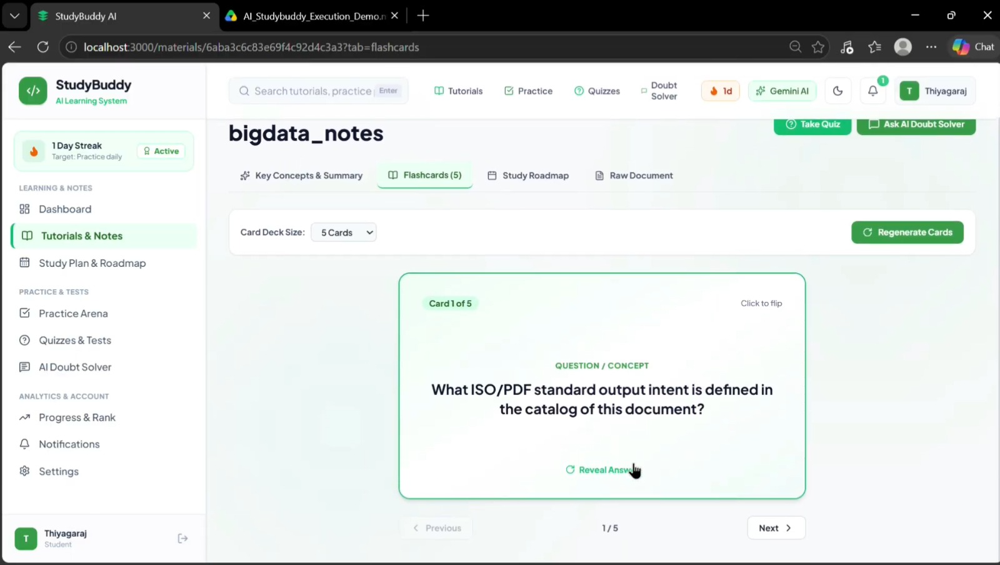 StudyBuddy AI
AI_Studybuddy_Execution_Demo.n
localhost:3000/materials/6aba3c6c83e69f4c92d4c3a3?tab=flashcards
Chat
StudyBuddy
AI Learning System
Search tutorials, practice
Enter
Tutorials
Practice
Quizzes
Doubt
Solver
1d
Gemini AI
1
T
Thiyagaraj
1 Day Streak
Target: Practice daily
Active
LEARNING & NOTES
Dashboard
Tutorials & Notes
Study Plan & Roadmap
PRACTICE & TESTS
Practice Arena
Quizzes & Tests
AI Doubt Solver
ANALYTICS & ACCOUNT
Progress & Rank
Notifications
Settings
T
Thiyagaraj
Student
bigdata_notes
Take Quiz
Ask AI Doubt Solver
Key Concepts & Summary
Flashcards (5)
Study Roadmap
Raw Document
Card Deck Size:
5 Cards
Regenerate Cards
Card 1 of 5
Click to flip
QUESTION / CONCEPT
What ISO/PDF standard output intent is defined in
the catalog of this document?
Reveal Answ
Previous
1 / 5
Next